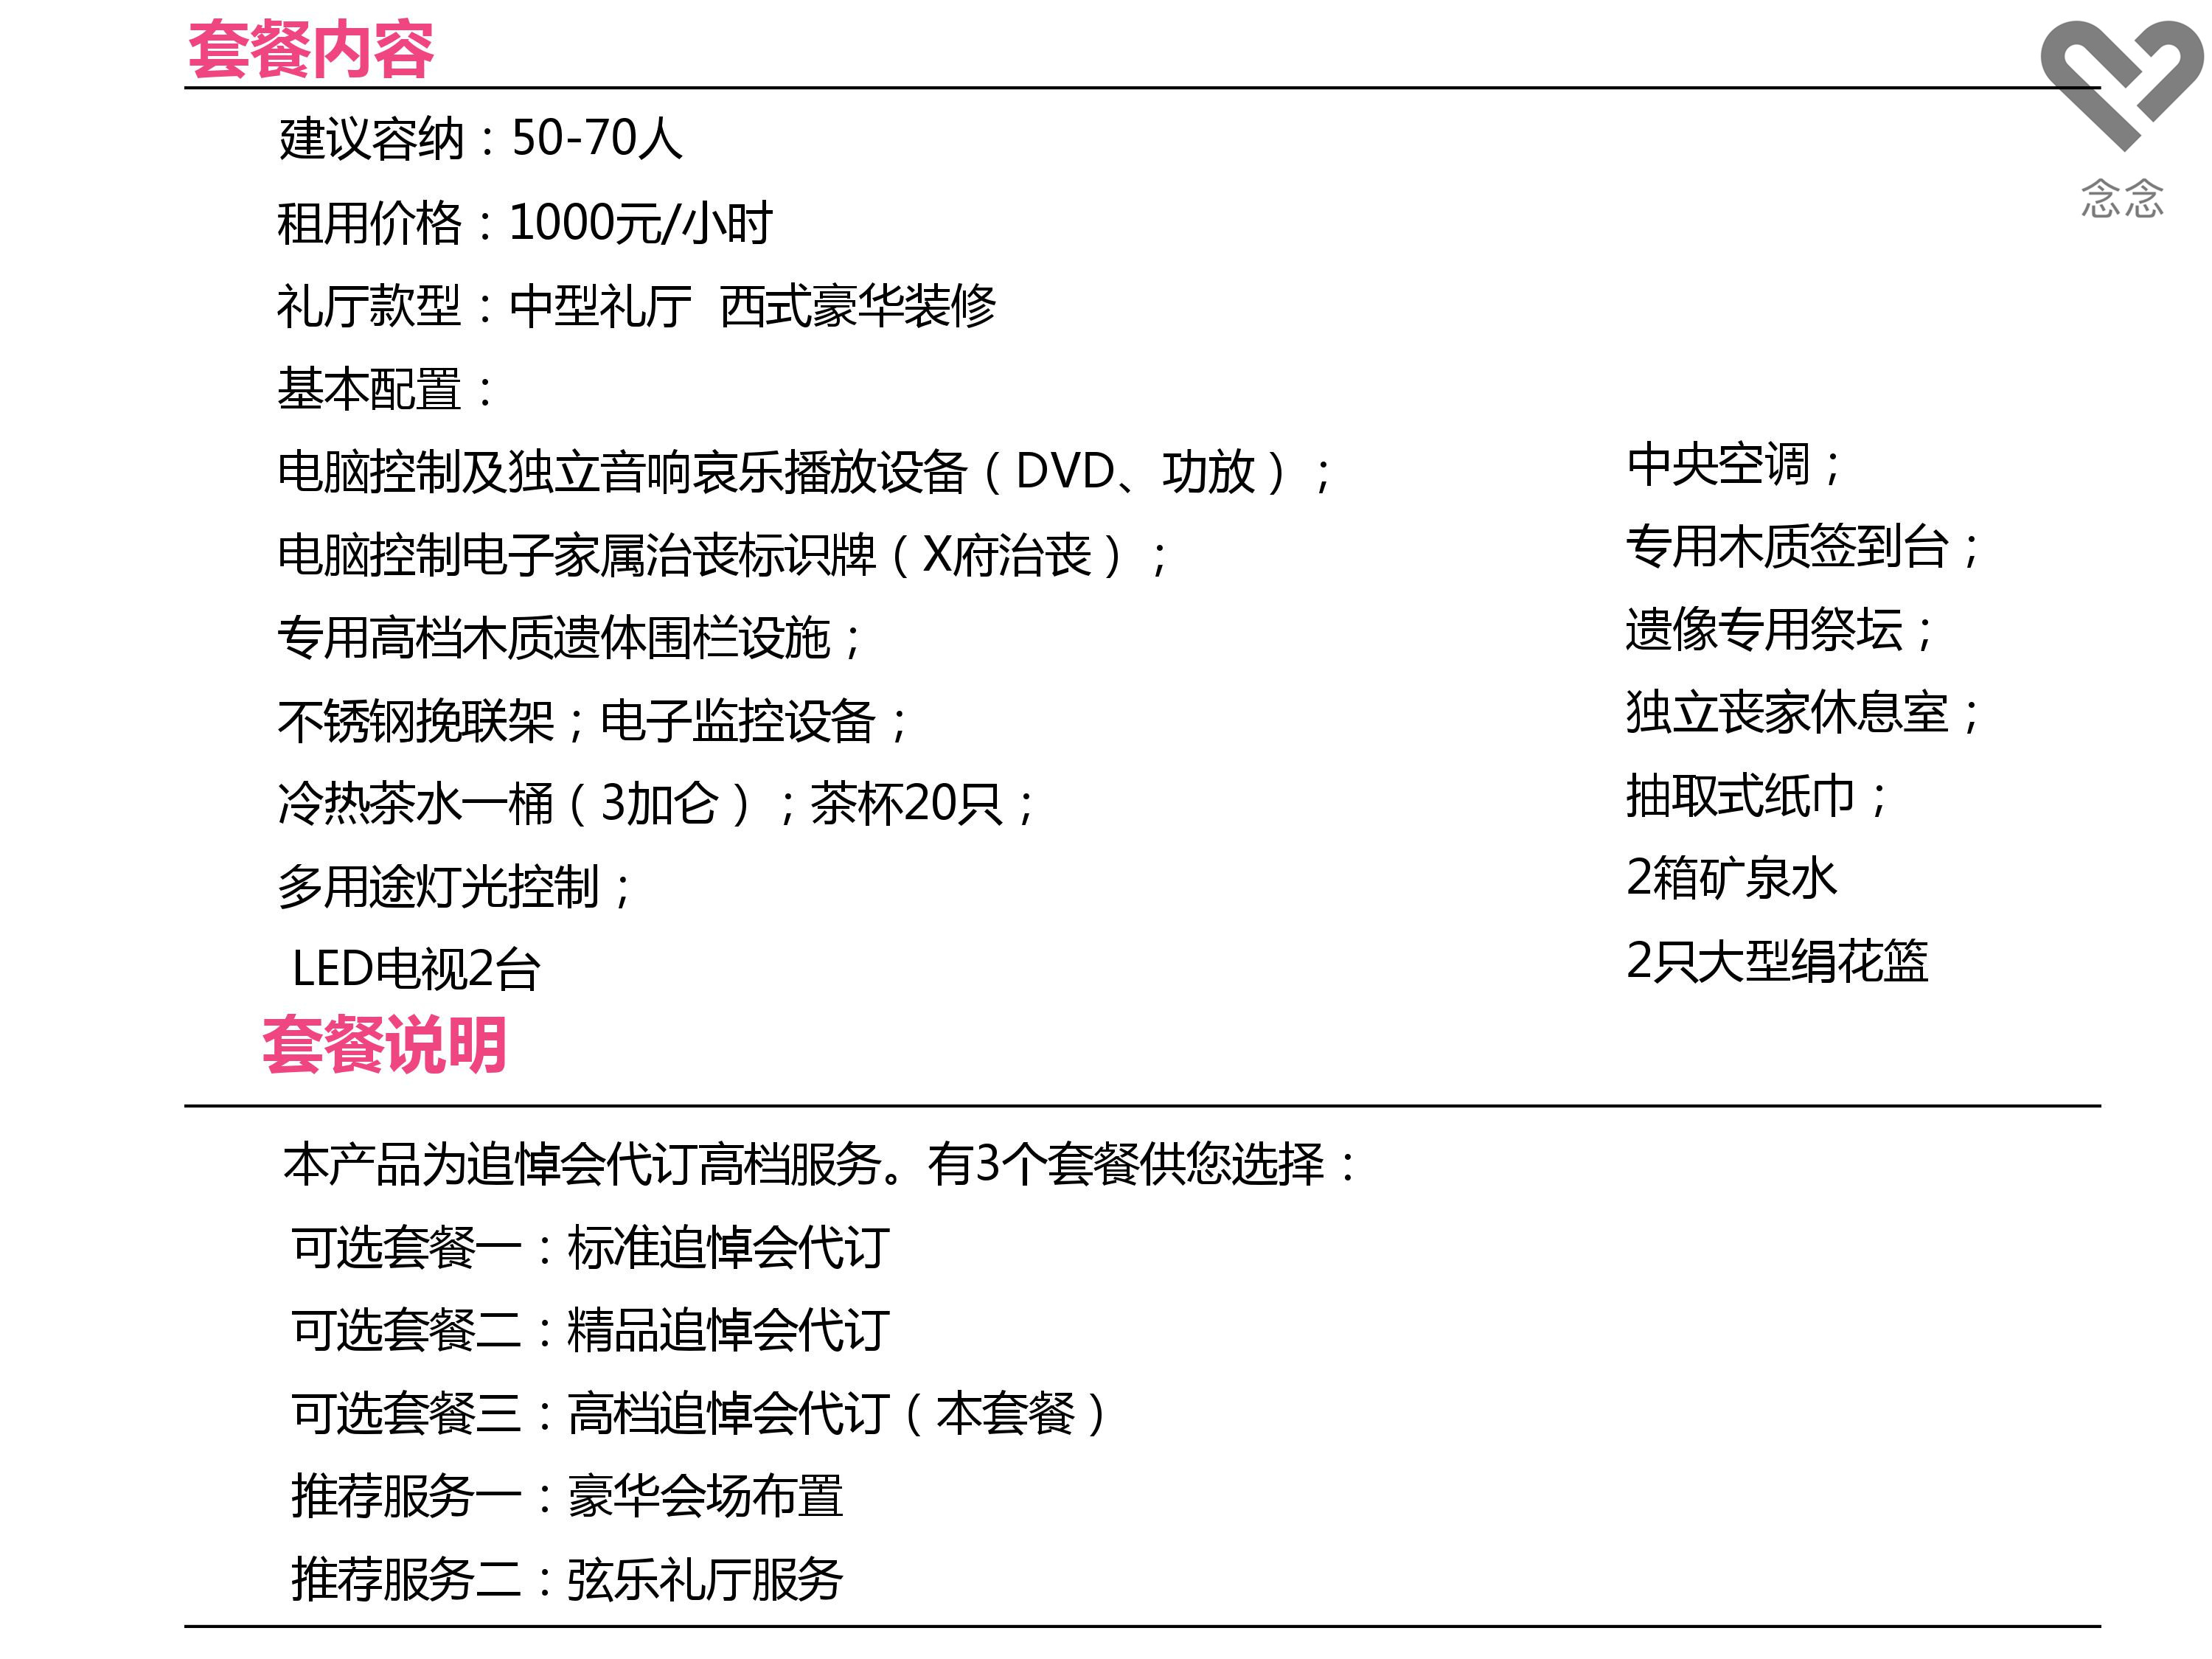 套餐内容
念念
建议容纳：50-70人
租用价格：1000元/小时
礼厅款型：中型礼厅 西式豪华装修
基本配置：
电脑控制及独立音响哀乐播放设备（DVD、功放）；
电脑控制电子家属治丧标识牌（X府治丧）；
专用高档木质遗体围栏设施；
不锈钢挽联架；电子监控设备；
冷热茶水一桶（3加仑）；茶杯20只；
多用途灯光控制；
LED电视2台
中央空调；
专用木质签到台；
遗像专用祭坛；
独立丧家休息室；
抽取式纸巾；
2箱矿泉水
2只大型绢花篮
套餐说明
本产品为追悼会代订高档服务。有3个套餐供您选择：
可选套餐一：标准追悼会代订
可选套餐二：精品追悼会代订
可选套餐三：高档追悼会代订（本套餐）
推荐服务一：豪华会场布置
推荐服务二：弦乐礼厅服务